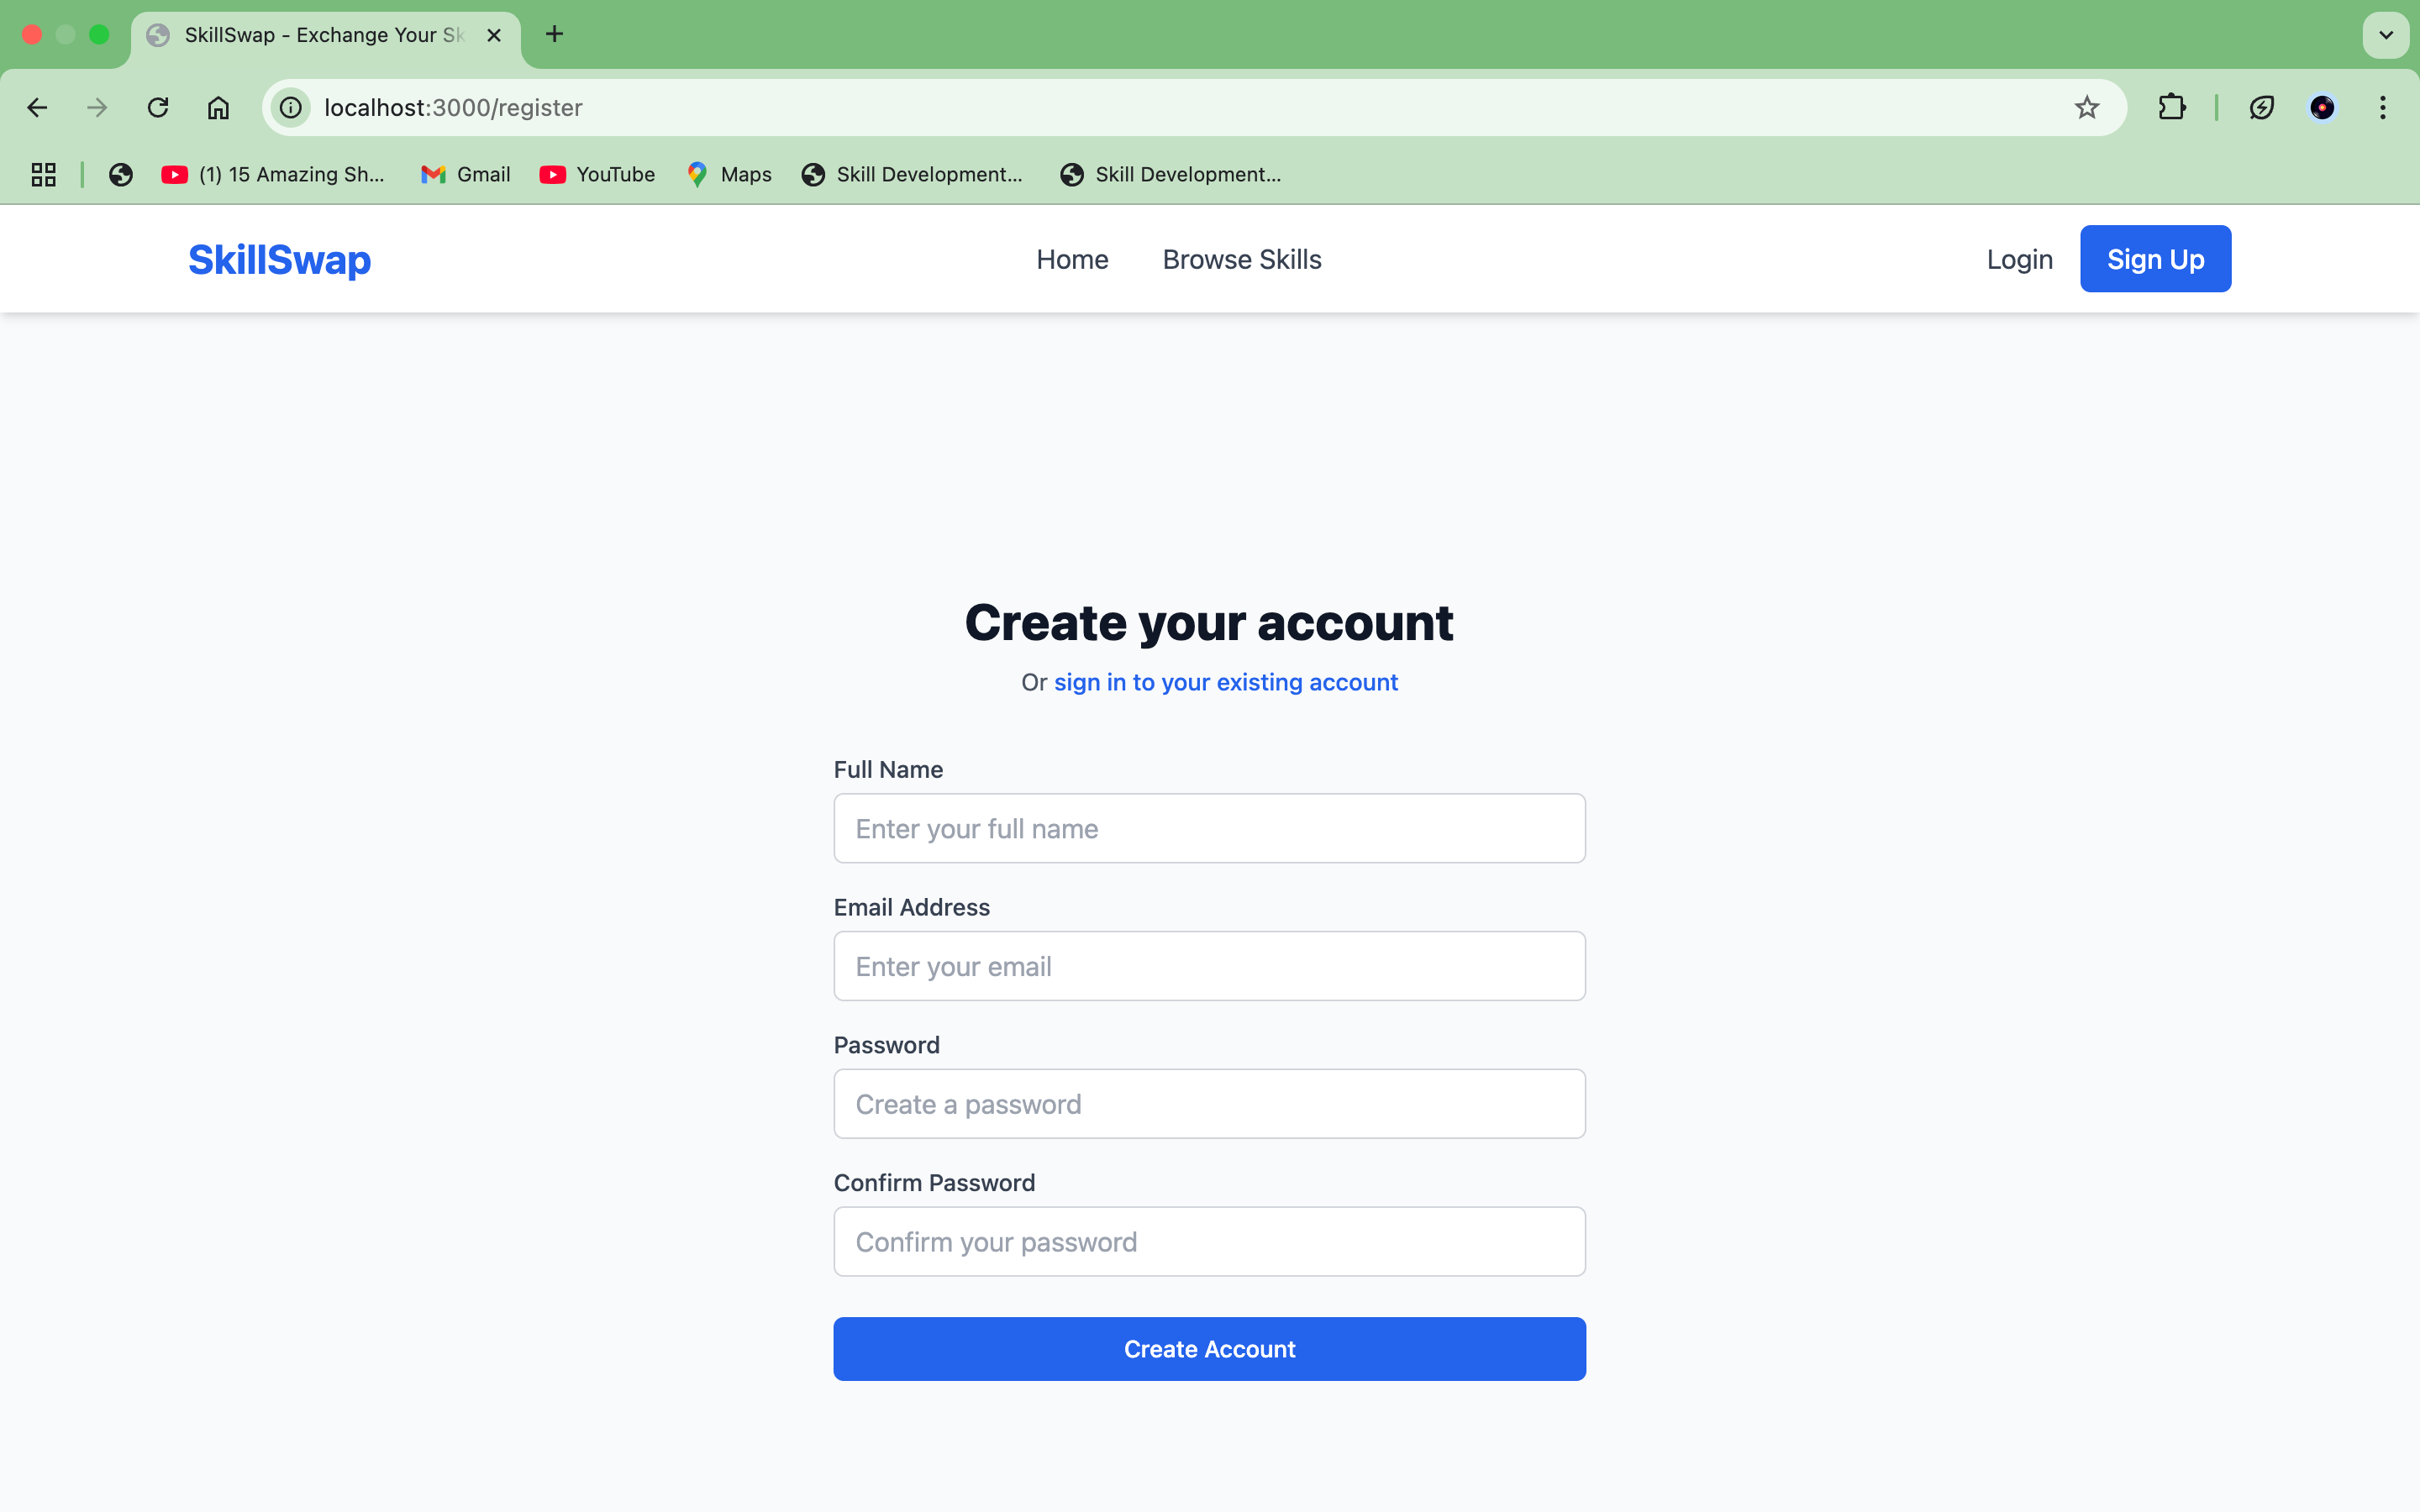 SkillSwap - Exchange Your Sk
localhost:3000/register
(1) 15 Amazing Sh...
Gmail
YouTube
Maps
Skill Development...
Skill Development...
SkillSwap
Home
Browse Skills
Login
Sign Up
Create your account
Or sign in to your existing account
Full Name
Enter your full name
Email Address
Enter your email
Password
Create a password
Confirm Password
Confirm your password
Create Account